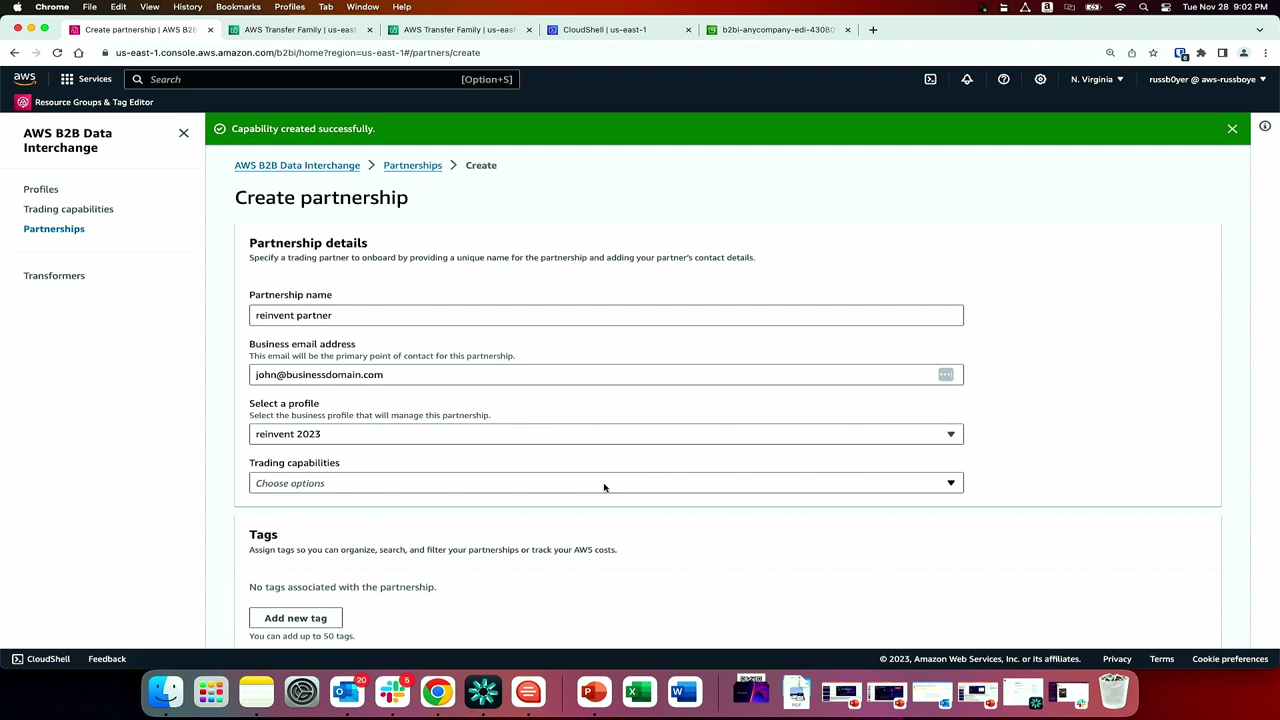 Chrome File Edit View History Bookmarks Profiles Tab Window Help Tue Nov 28 9:02 PM
Create partnership | AWS B2B AWS Transfer Family | us-east AWS Transfer Family | us-east CloudShell | us-east-1 b2bi-anycompany-edi-43080
us-east-1.console.aws.amazon.com/b2bi/home?region=us-east-1#/partners/create
aws Services Search [Option+S] N. Virginia russb0yer @ aws-russboye
Resource Groups & Tag Editor
AWS B2B Data
Interchange
Profiles
Trading capabilities
Partnerships
Transformers
Capability created successfully.
AWS B2B Data Interchange Partnerships Create
Create partnership
Partnership details
Specify a trading partner to onboard by providing a unique name for the partnership and adding your partner's contact details.
Partnership name
reinvent partner
Business email address
This email will be the primary point of contact for this partnership.
john@businessdomain.com
Select a profile
Select the business profile that will manage this partnership.
reinvent 2023
Trading capabilities
Choose options
Tags
Assign tags so you can organize, search, and filter your partnerships or track your AWS costs.
No tags associated with the partnership.
Add new tag
You can add up to 50 tags.
CloudShell Feedback © 2023, Amazon Web Services, Inc. or its affiliates. Privacy Terms Cookie preferences
20 5